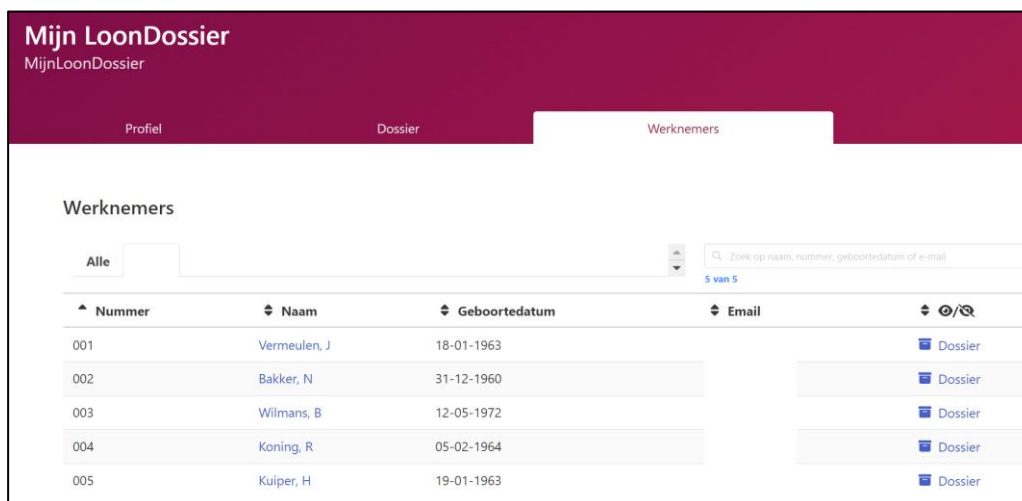 Mijn LoonDossier
MijnLoonDossier
Profiel Dossier Werknemers
Werknemers
Alle
Zoek op naam, nummer, geboortedatum of e-mail
5 van 5
Nummer Naam Geboortedatum Email /
001 Vermeulen, J 18-01-1963 Dossier
002 Bakker, N 31-12-1960 Dossier
003 Wilmans, B 12-05-1972 Dossier
004 Koning, R 05-02-1964 Dossier
005 Kuiper, H 19-01-1963 Dossier